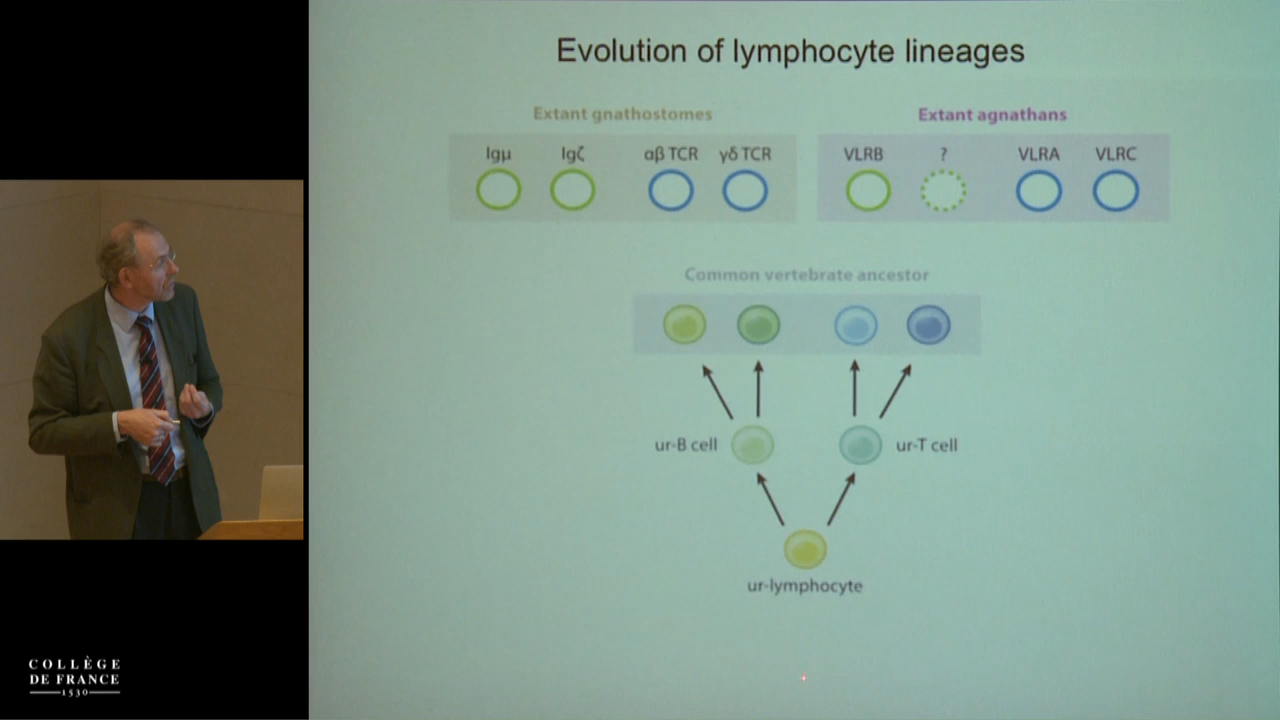 Evolution of lymphocyte lineages
Extant gnathostomes
Extant agnathans
Igμ Igζ αβ TCR γδ TCR
VLRB ? VLRA VLRC
Common vertebrate ancestor
ur-B cell
ur-T cell
ur-lymphocyte
COLLÈGE
DE FRANCE
1530